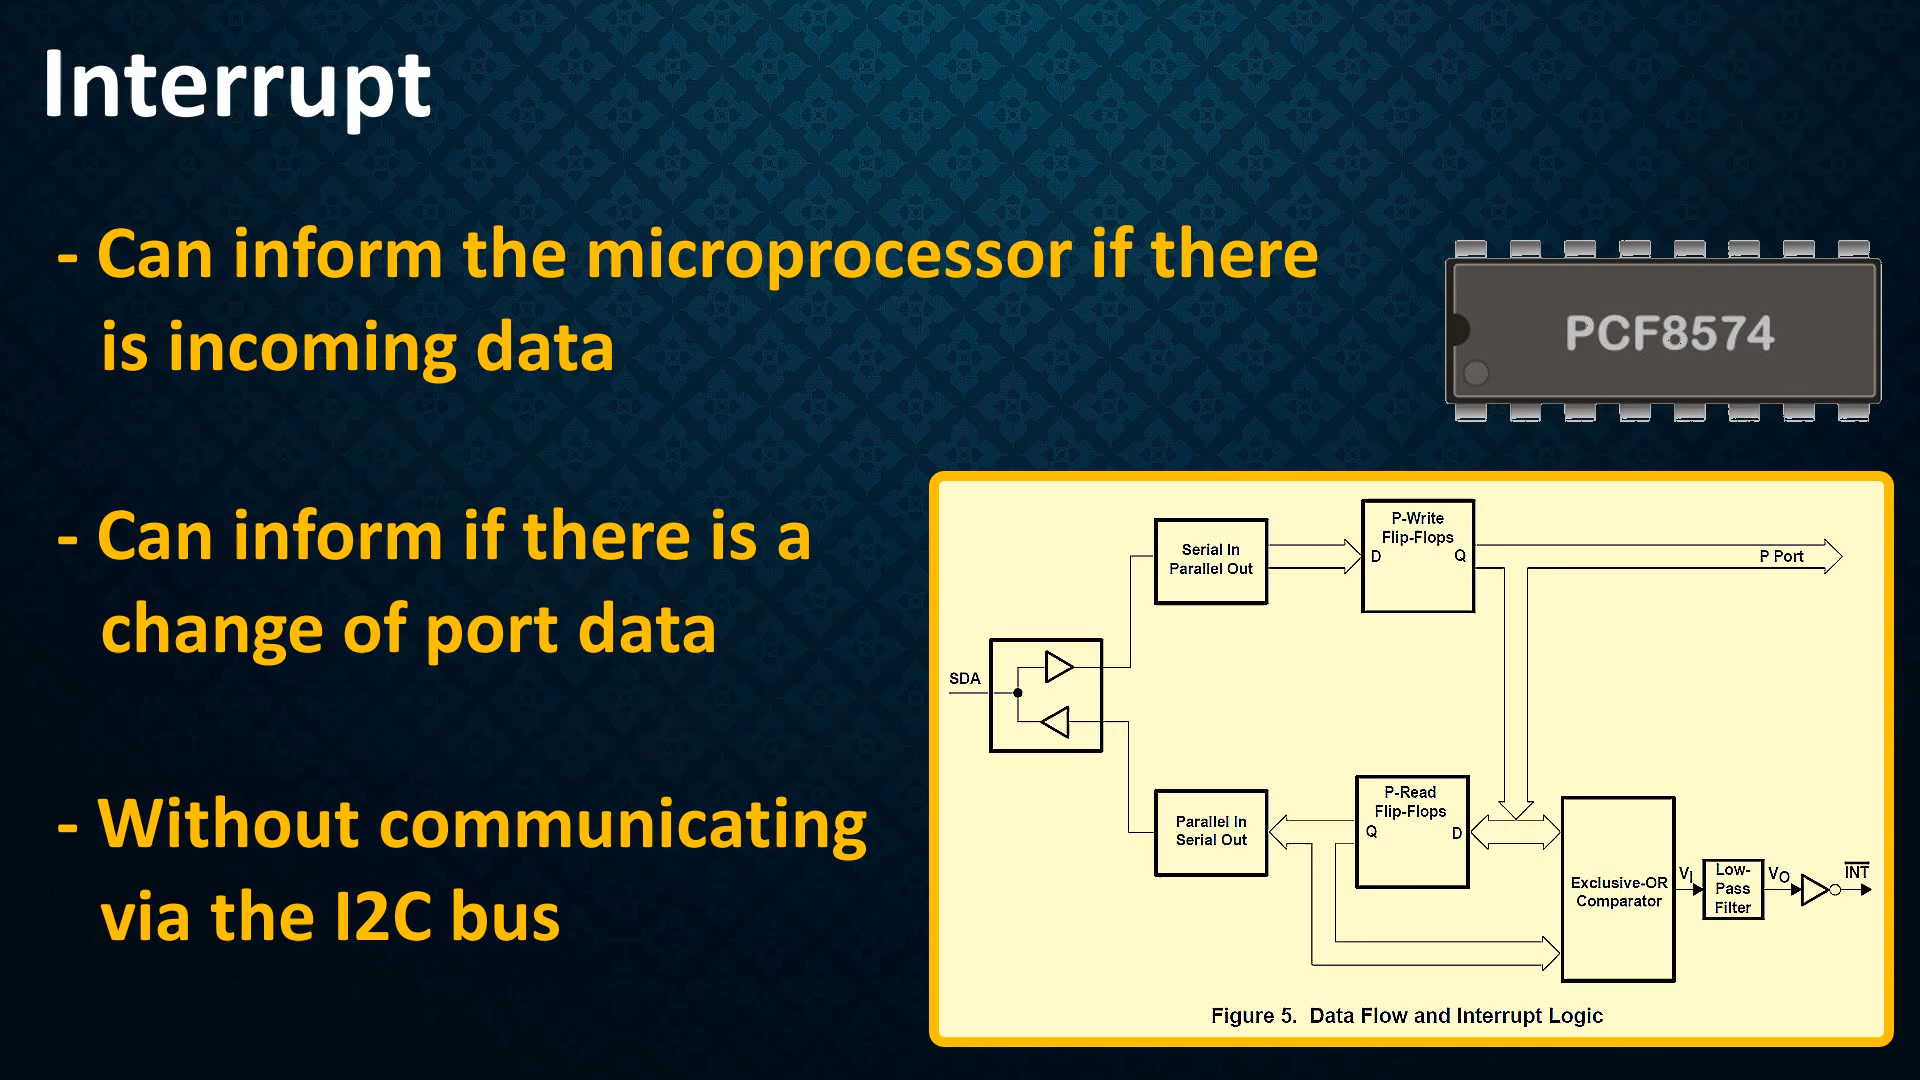 Interrupt
- Can inform the microprocessor if there
is incoming data
PCF8574
- Can inform if there is a
change of port data
- Without communicating
via the I2C bus
Serial In
Parallel Out
P-Write
Flip-Flops
D
Q
P Port
SDA
Parallel In
Serial Out
P-Read
Flip-Flops
Q
D
Exclusive-OR
Comparator
VI
Low-
Pass
Filter
VO
INT
Figure 5. Data Flow and Interrupt Logic